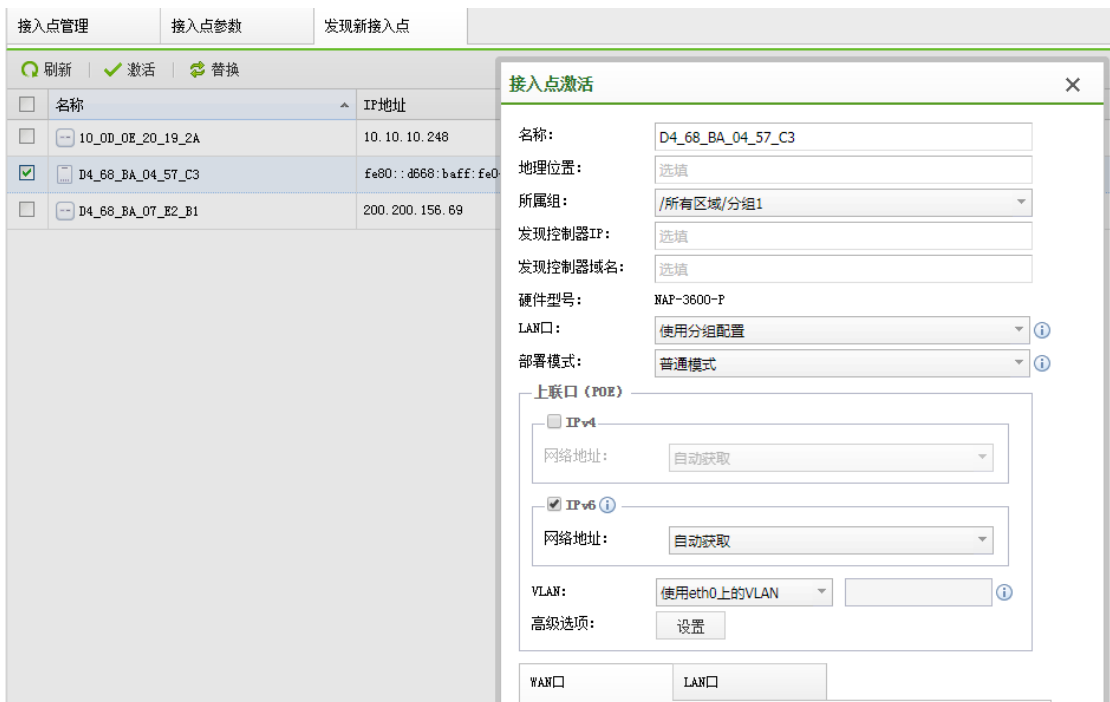 接入点管理 接入点参数 发现新接入点
刷新 激活 替换
名称 IP地址
10_0D_0E_20_19_2A 10.10.10.248
D4_68_BA_04_57_C3 fe80::d668:baff:fe0
D4_68_BA_07_E2_B1 200.200.156.69
接入点激活
名称: D4_68_BA_04_57_C3
地理位置: 选填
所属组: /所有区域/分组1
发现控制器IP: 选填
发现控制器域名: 选填
硬件型号: NAP-3600-P
LAN口: 使用分组配置
部署模式: 普通模式
上联口 (POE)
IPv4
网络地址: 自动获取
IPv6
网络地址: 自动获取
VLAN: 使用eth0上的VLAN
高级选项: 设置
WAN口 LAN口